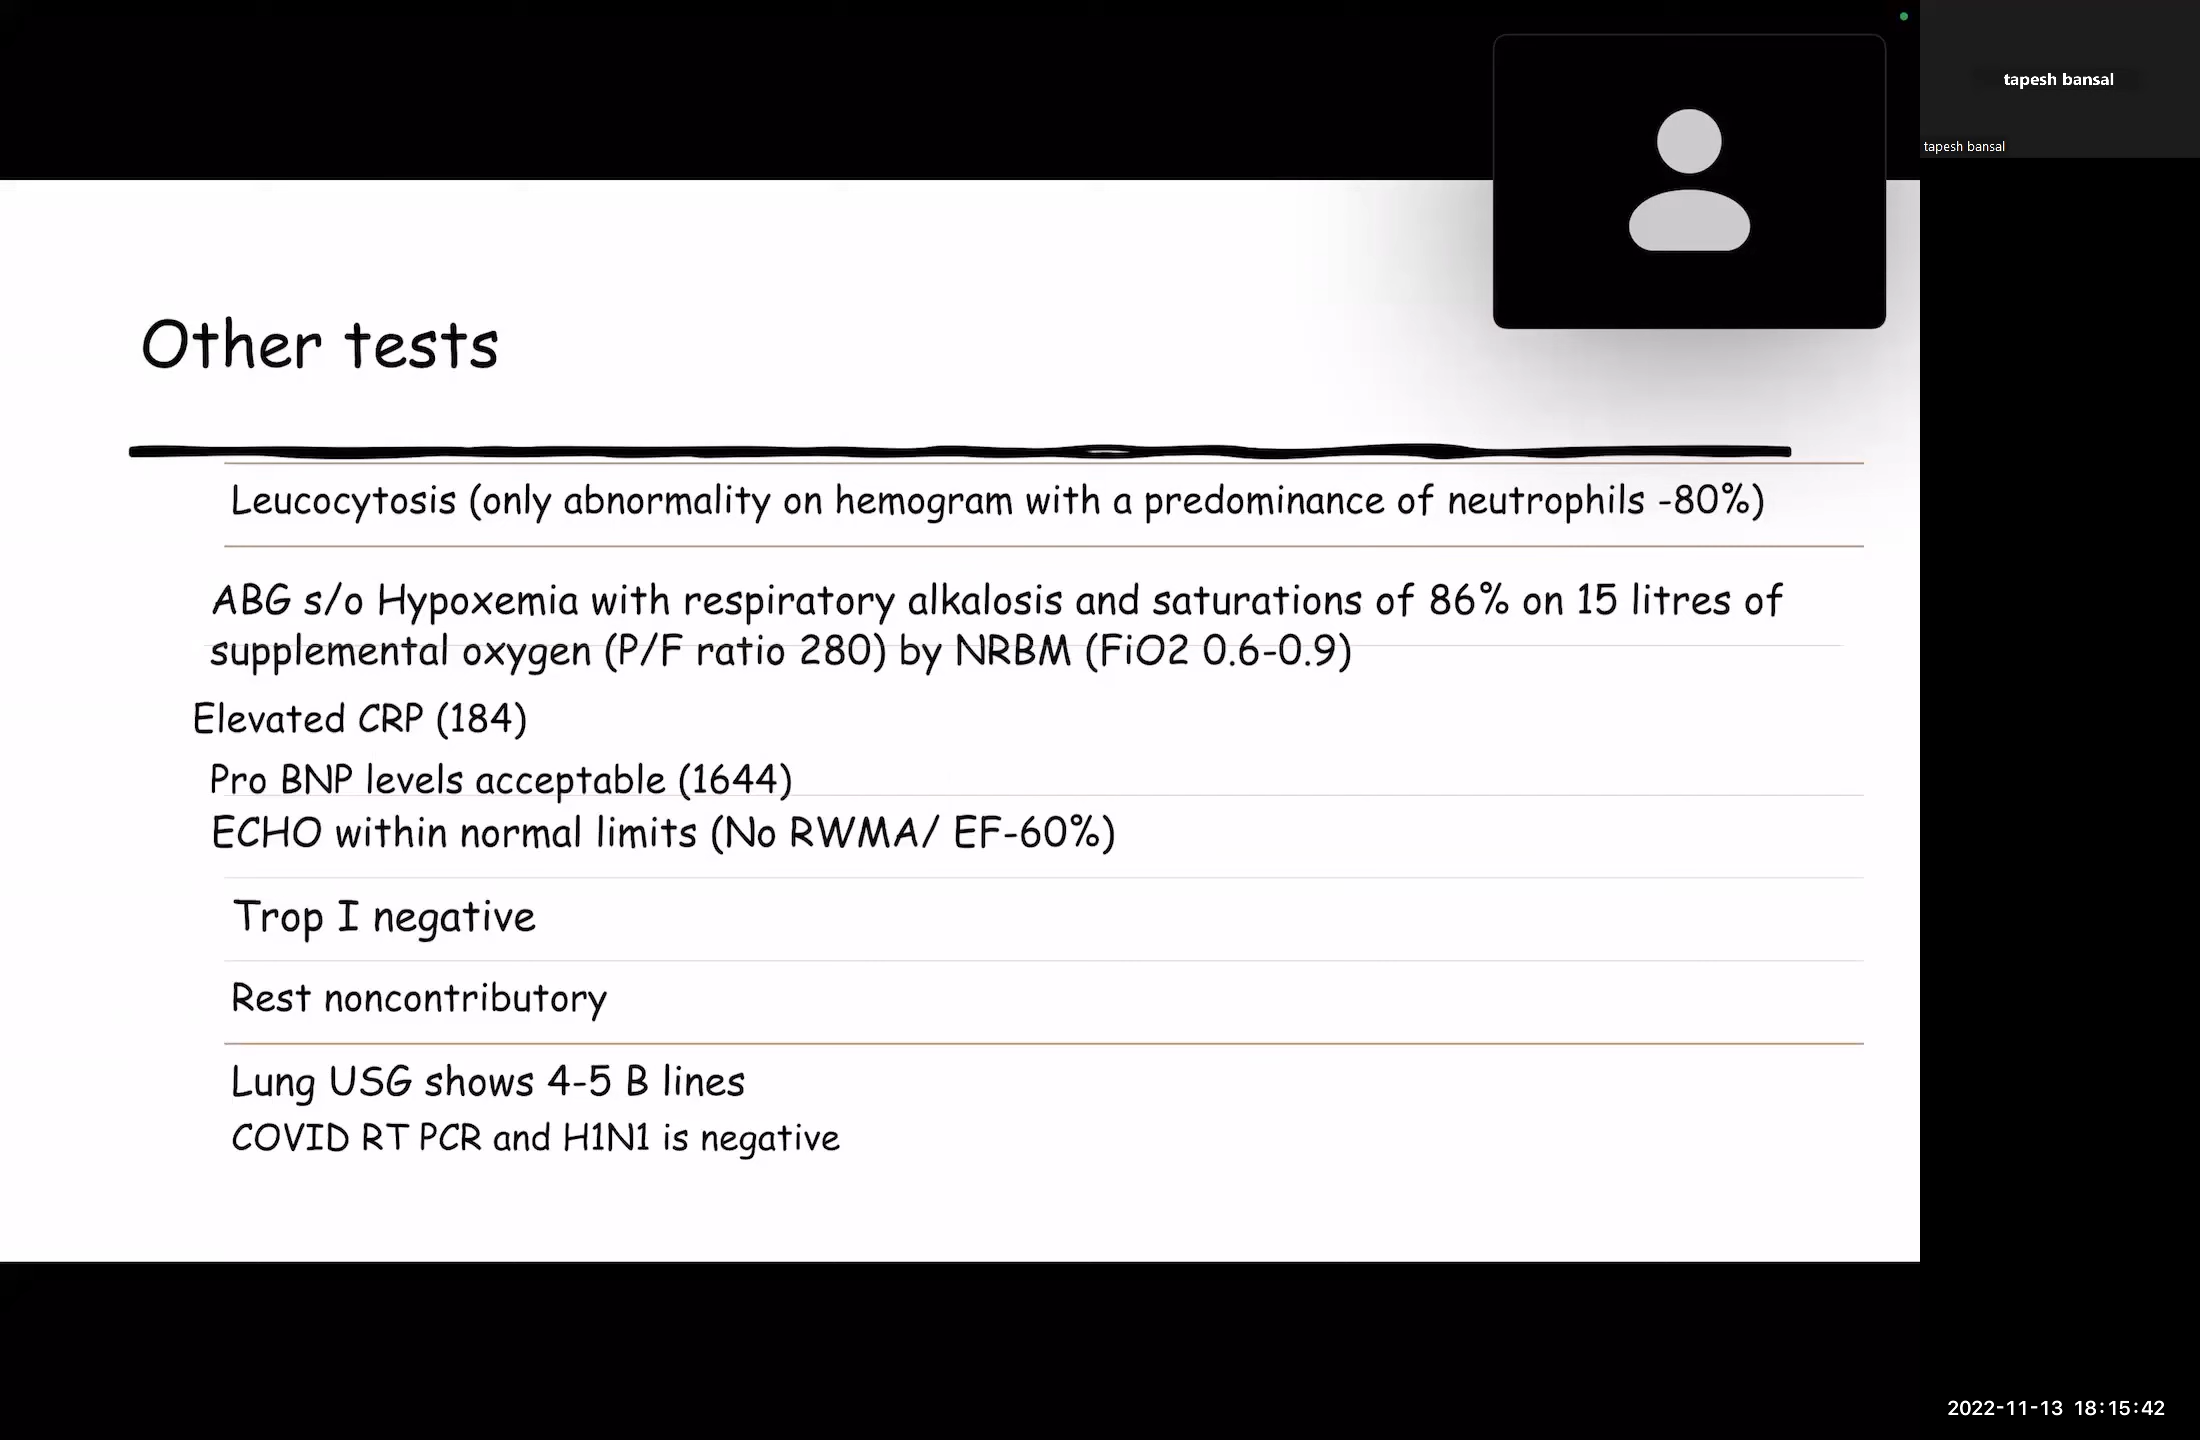 tapesh bansal
tapesh bansal
Other tests
Leucocytosis (only abnormality on hemogram with a predominance of neutrophils -80%)
ABG s/o Hypoxemia with respiratory alkalosis and saturations of 86% on 15 litres of
supplemental oxygen (P/F ratio 280) by NRBM (FiO2 0.6-0.9)
Elevated CRP (184)
Pro BNP levels acceptable (1644)
ECHO within normal limits (No RWMA/ EF-60%)
Trop I negative
Rest noncontributory
Lung USG shows 4-5 B lines
COVID RT PCR and H1N1 is negative
2022-11-13 18:15:42